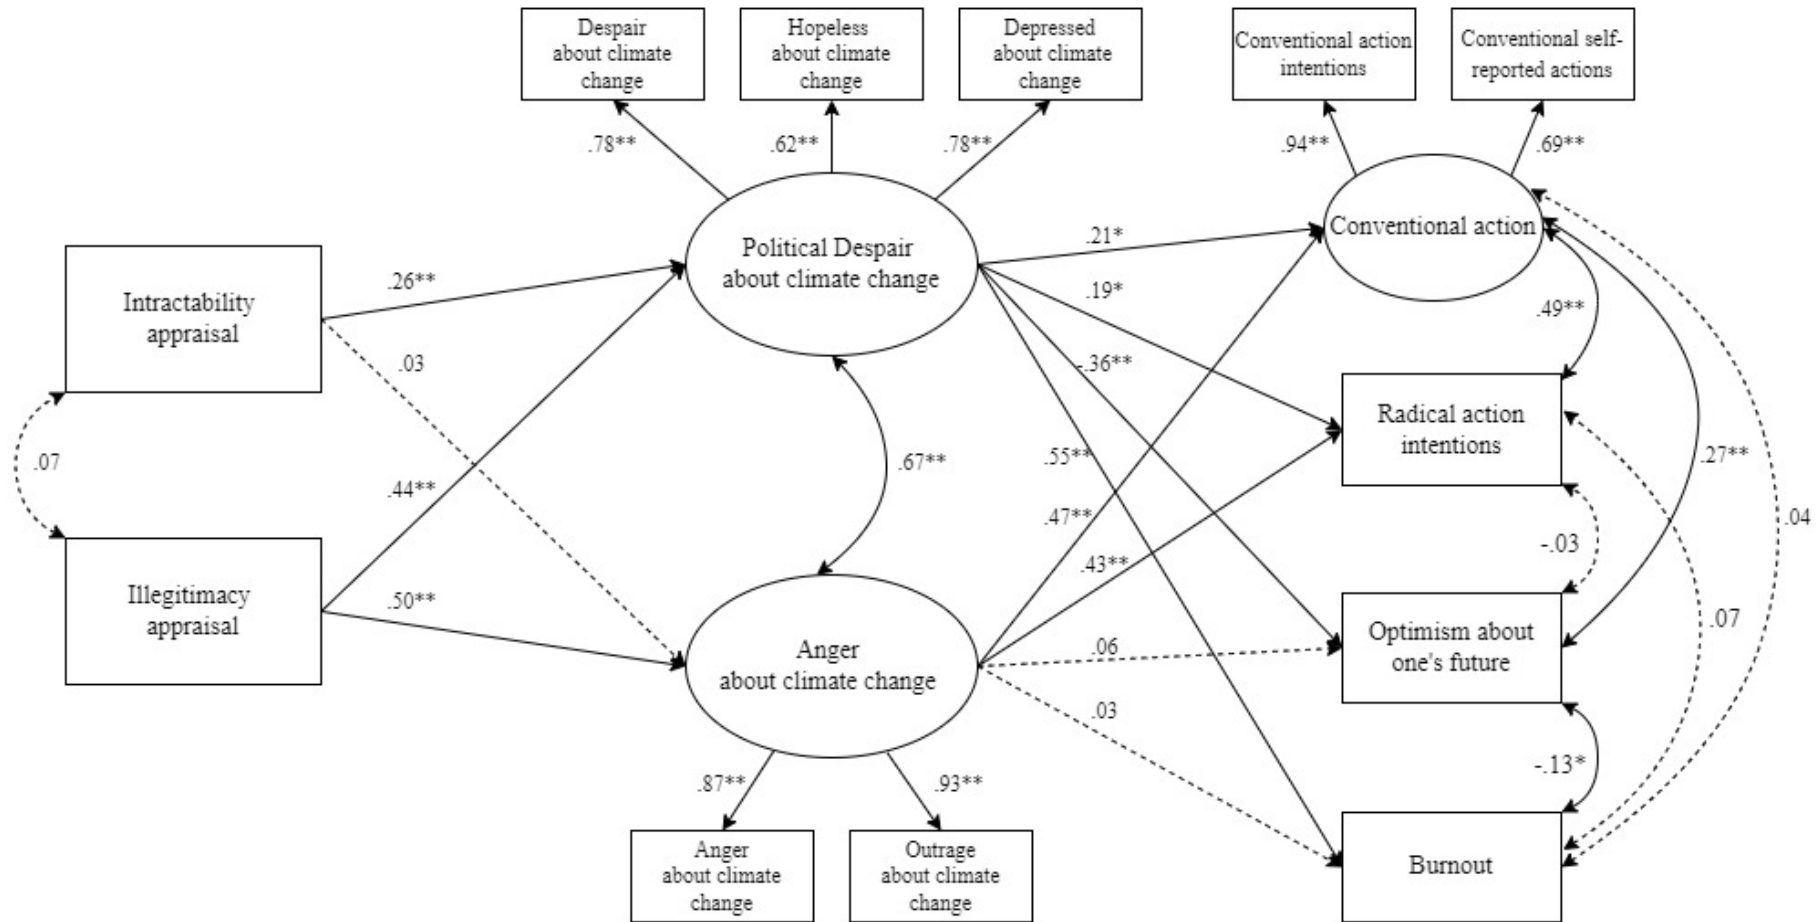 Despair
about climate
change
Hopeless
about climate
change
Depressed
about climate
change
Conventional action
intentions
Conventional self-
reported actions
.78**
.62**
.78**
.94**
.69**
Political Despair
about climate change
Conventional action
Intractability
appraisal
.26**
.03
.21*
.19*
-.36**
.49**
Radical action
intentions
.07
.44**
.67**
.55**
.47**
.43**
.27**
.04
-.03
Illegitimacy
appraisal
.50**
Anger
about climate change
.06
.03
Optimism about
one's future
.07
-.13*
.87**
.93**
Anger
about climate
change
Outrage
about climate
change
Burnout